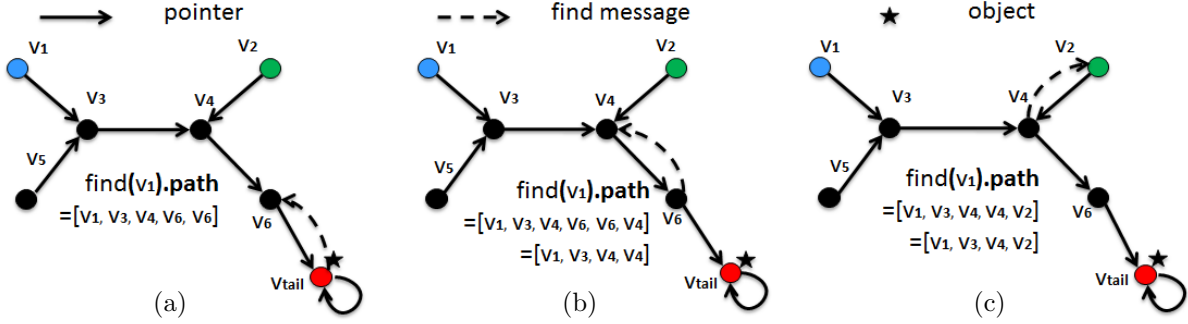 pointer find message object
V1 V2 V3 V4 V5 V6 Vtail
find(v1).path
=[V1, V3, V4, V6, V6]
(a)
V1 V2 V3 V4 V5 V6 Vtail
find(v1).path
=[V1, V3, V4, V6, V6, V4]
=[V1, V3, V4, V4]
(b)
V1 V2 V3 V4 V5 V6 Vtail
find(v1).path
=[V1, V3, V4, V4, V2]
=[V1, V3, V4, V2]
(c)